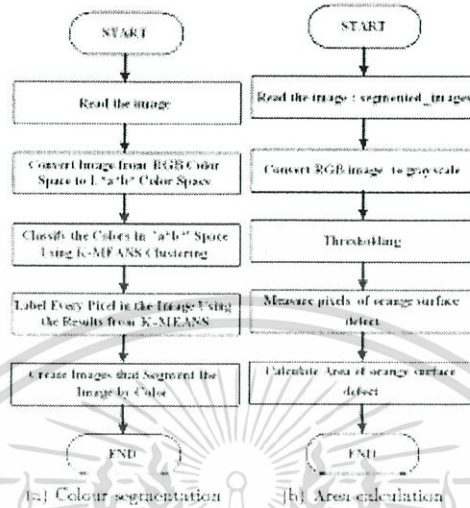 START
Read the image
Convert Image from RGB Color
Space to L*a*b* Color Space
Classify the Colors in 'a*b*' Space
Using K-MEANS Clustering
Label Every Pixel in the Image Using
the Results from K-MEANS
Create Images that Segment the
Image by Color
END
(a) Colour segmentation
START
Read the image : segmented_images
Convert RGB image to grayscale
Thresholding
Measure pixels of orange surface
defect
Calculate Area of orange surface
defect
END
(b) Area calculation